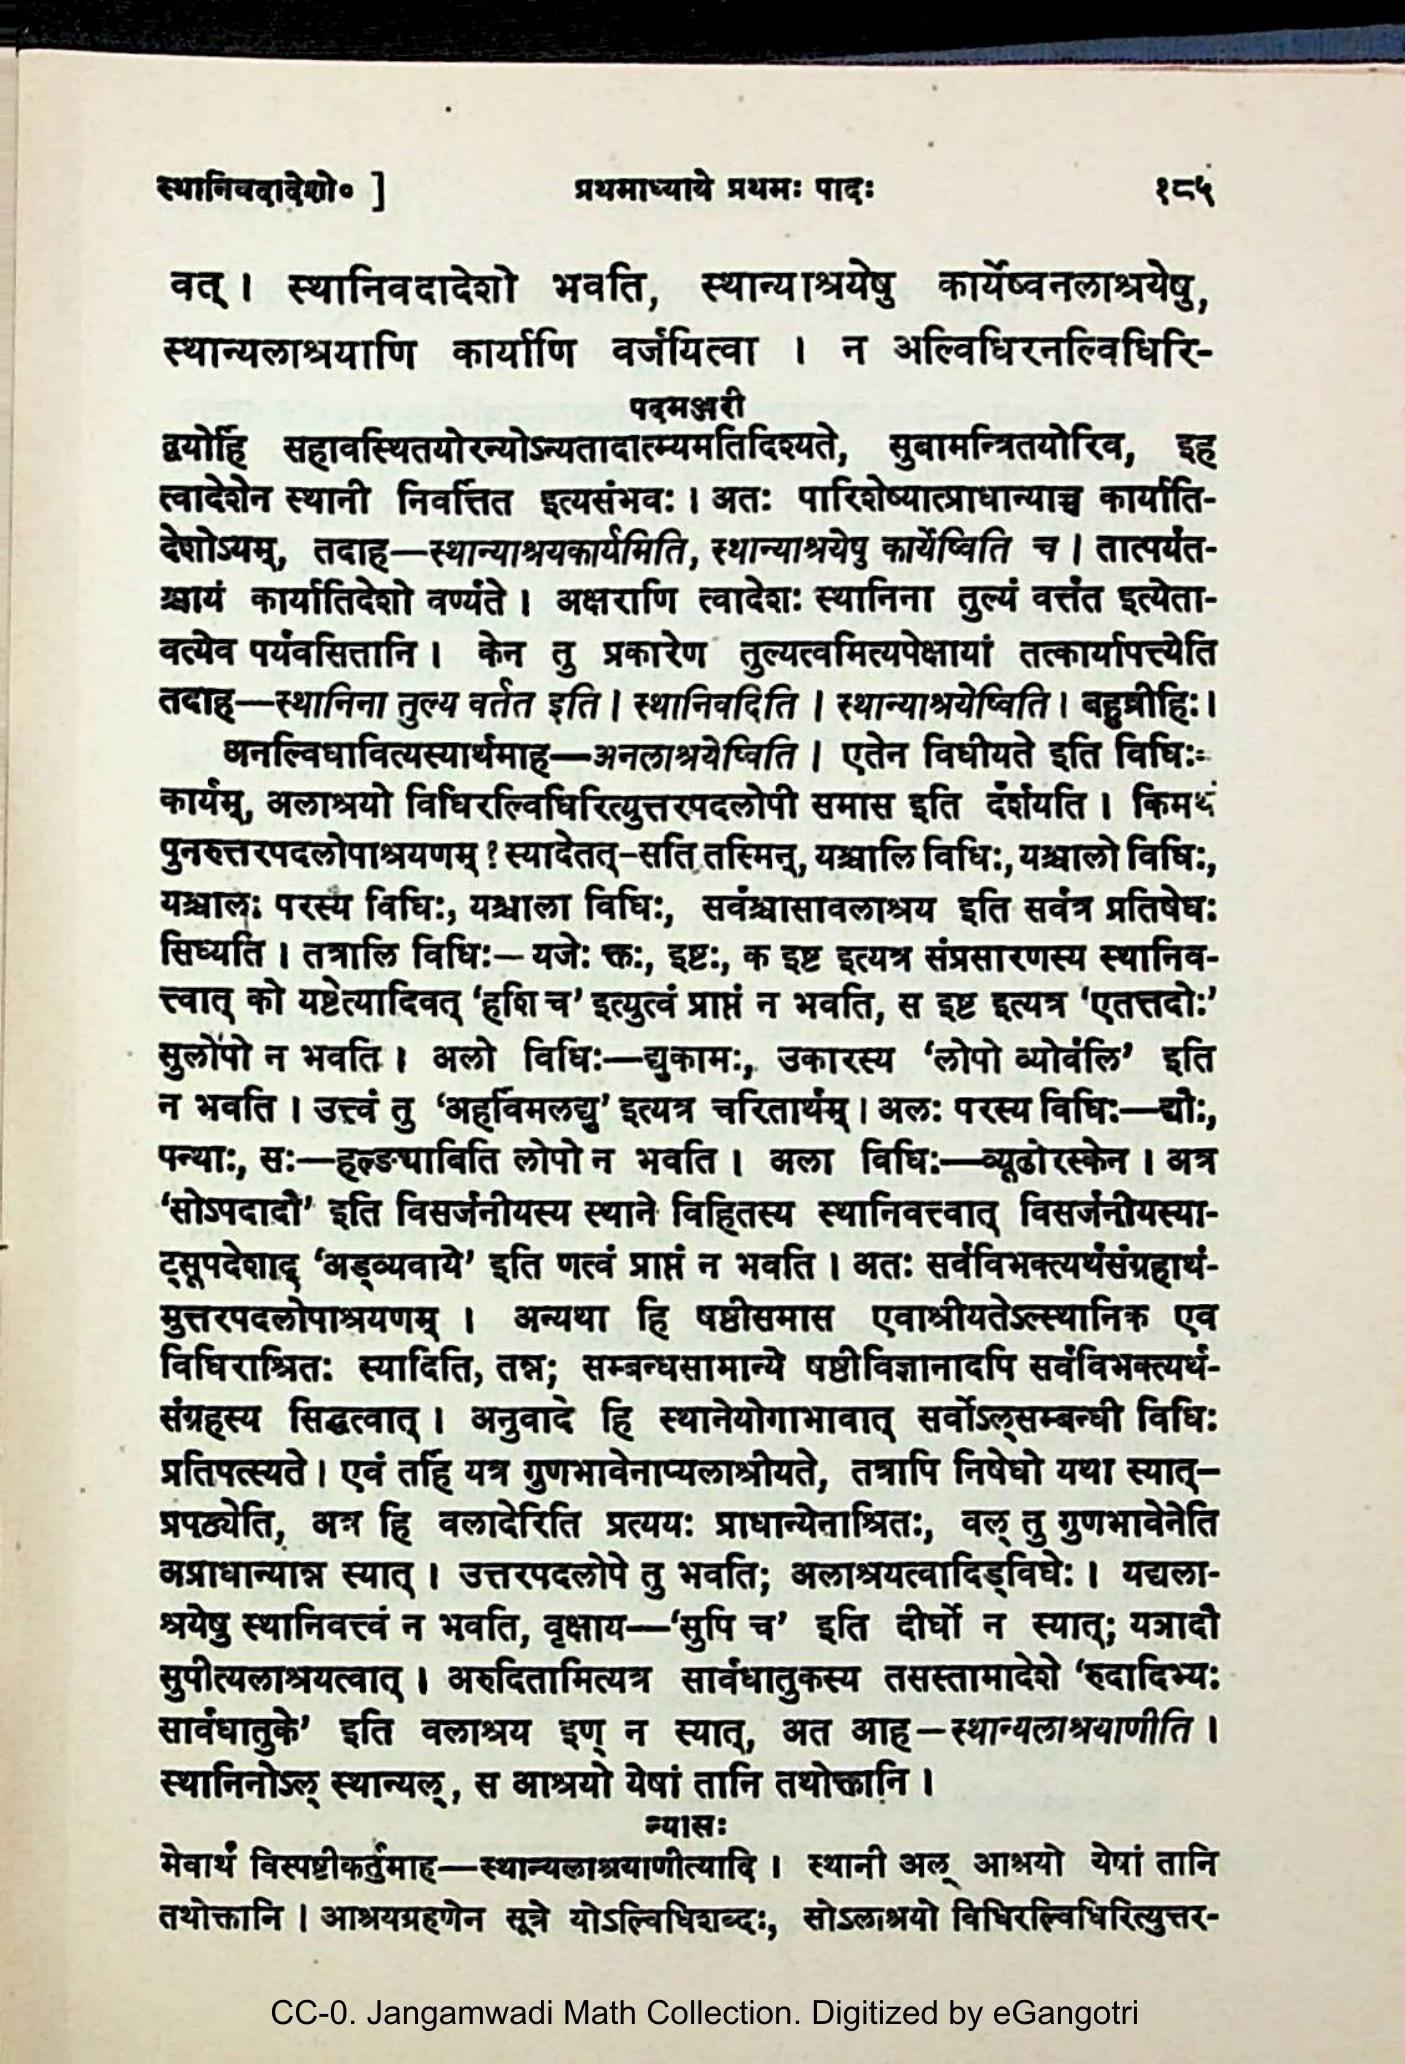 स्थानिवदादेशो० ] प्रथमाध्याये प्रथमः पादः १८५
वत् । स्थानिवदादेशो भवति, स्थान्याश्रयेषु कार्येष्वनलाश्रयेषु,
स्थान्यलाश्रयाणि कार्याणि वर्जयित्वा । न अल्विधिरनल्विधिरि-
पदमञ्जरी
द्वयोर्हि सहावस्थितयोरन्योऽन्यतादात्म्यमतिदिश्यते, सुबामन्त्रितयोरिव, इह
त्वादेशेन स्थानी निवर्त्तित इत्यसंभवः । अतः पारिशेष्यात्प्राधान्याच्च कार्याति-
देशोऽयम्, तदाह—स्थान्याश्रयकार्यमिति, स्थान्याश्रयेषु कार्येष्विति च । तात्पर्यत-
श्चायं कार्यातिदेशो वर्ण्यते । अक्षराणि त्वादेशः स्थानिना तुल्यं वर्त्तत इत्येता-
वत्येव पर्यवसितानि । केन तु प्रकारेण तुल्यत्वमित्यपेक्षायां तत्कार्यापत्त्येति
तदाह—स्थानिना तुल्य वर्तत इति । स्थानिवदिति । स्थान्याश्रयेष्विति । बहुव्रीहिः ।
अनल्विधावित्यस्यार्थमाह—अनलाश्रयेष्विति । एतेन विधीयते इति विधिः=
कार्यम्, अलाश्रयो विधिरल्विधिरित्युत्तरपदलोपी समास इति दर्शयति । किमर्थं
पुनरुत्तरपदलोपाश्रयणम् ? स्यादेतत्–सति तस्मिन्, यश्चालि विधिः, यश्चालो विधिः,
यश्चालः परस्य विधिः, यश्चाला विधिः, सर्वश्चासावलाश्रय इति सर्वत्र प्रतिषेधः
सिध्यति । तत्रालि विधिः—यजेः क्तः, इष्टः, क इष्ट इत्यत्र संप्रसारणस्य स्थानिव-
त्त्वात् को यष्टेत्यादिवत् 'हशि च' इत्युत्वं प्राप्तं न भवति, स इष्ट इत्यत्र 'एतत्तदोः'
सुलोपो न भवति । अलो विधिः—द्युकामः, उकारस्य 'लोपो व्योर्वलि' इति
न भवति । उत्त्वं तु 'अहर्विमलद्यु' इत्यत्र चरितार्थम् । अलः परस्य विधिः—द्यौः,
पन्थाः, सः—हल्ङ्याबिति लोपो न भवति । अला विधिः—व्यूढोरस्केन । अत्र
'सोऽपदादौ' इति विसर्जनीयस्य स्थाने विहितस्य स्थानिवत्त्वात् विसर्जनीयस्या-
ट्सूपदेशाद् 'अड्व्यवाये' इति णत्वं प्राप्तं न भवति । अतः सर्वविभक्त्यर्थसंग्रहार्थ-
मुत्तरपदलोपाश्रयणम् । अन्यथा हि षष्ठीसमास एवाश्रीयतेऽल्स्थानिक एव
विधिराश्रितः स्यादिति, तन्न; सम्बन्धसामान्ये षष्ठीविज्ञानादपि सर्वविभक्त्यर्थ-
संग्रहस्य सिद्धत्वात् । अनुवादे हि स्थानेयोगाभावात् सर्वोऽल्सम्बन्धी विधिः
प्रतिपत्स्यते । एवं तर्हि यत्र गुणभावेनाप्यलाश्रीयते, तत्रापि निषेधो यथा स्यात्–
प्रपठ्येति, अत्र हि वलादेरिति प्रत्ययः प्राधान्येनाश्रितः, वल् तु गुणभावेनेति
अप्राधान्यान्न स्यात् । उत्तरपदलोपे तु भवति; अलाश्रयत्वादिड्विधेः । यद्यला-
श्रयेषु स्थानिवत्त्वं न भवति, वृक्षाय—'सुपि च' इति दीर्घो न स्यात्; यञादौ
सुपीत्यलाश्रयत्वात् । अरुदितामित्यत्र सार्वधातुकस्य तसस्तामादेशे 'रुदादिभ्यः
सार्वधातुके' इति वलाश्रय इण् न स्यात्, अत आह—स्थान्यलाश्रयाणीति ।
स्थानिनोऽल् स्थान्यल्, स आश्रयो येषां तानि तथोक्तानि ।
न्यासः
मेवार्थं विस्पष्टीकर्तुमाह—स्थान्यलाश्रयाणीत्यादि । स्थानी अल् आश्रयो येषां तानि
तथोक्तानि । आश्रयग्रहणेन सूत्रे योऽल्विधिशब्दः, सोऽलाश्रयो विधिरल्विधिरित्युत्तर-
CC-0. Jangamwadi Math Collection. Digitized by eGangotri